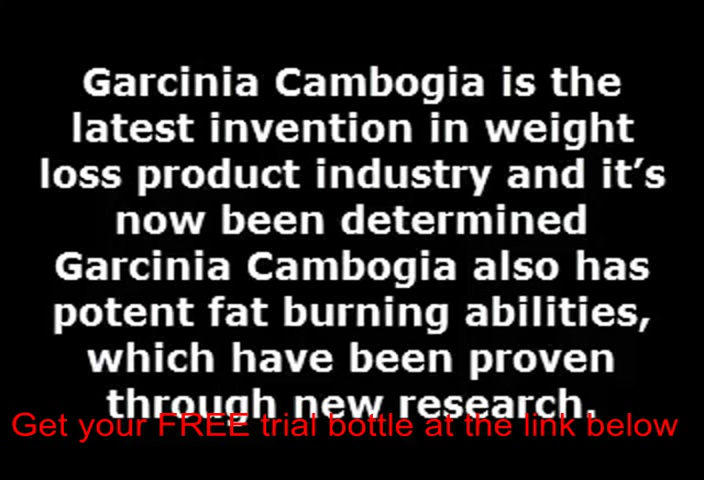 Garcinia Cambogia is the
latest invention in weight
loss product industry and it’s
now been determined
Garcinia Cambogia also has
potent fat burning abilities,
which have been proven
through new research.
Get your FREE trial bottle at the link below